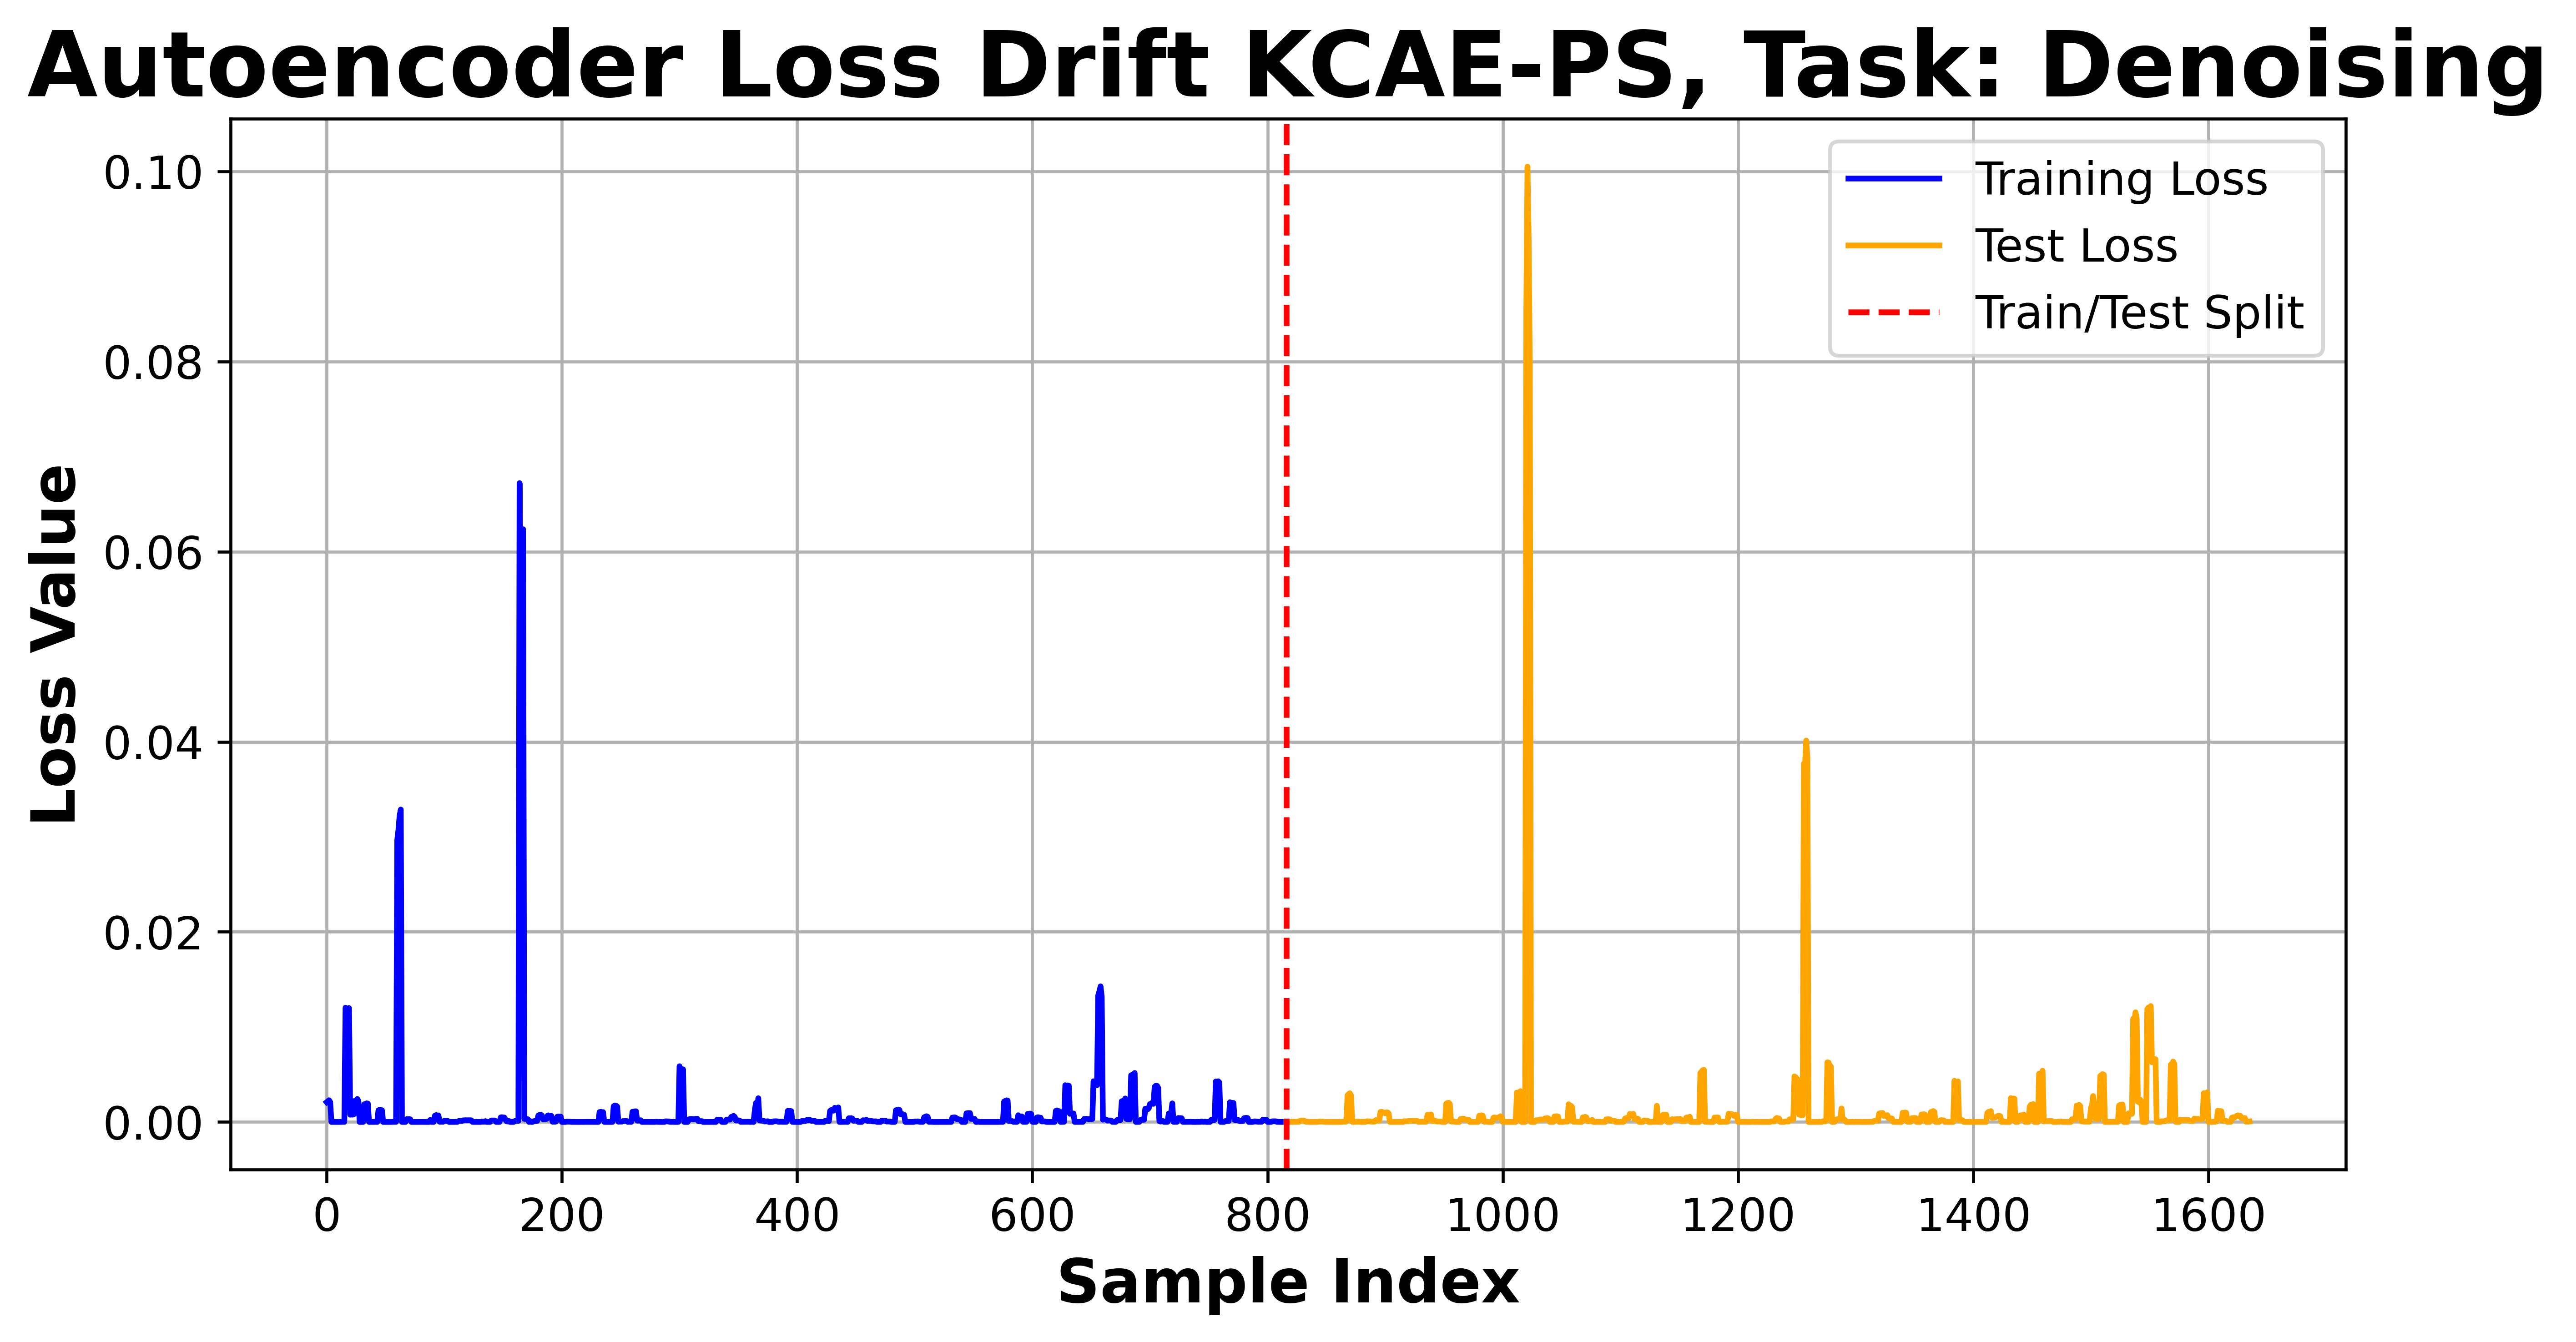 Autoencoder Loss Drift KCAE-PS, Task: Denoising
Training Loss
Test Loss
Train/Test Split
Loss Value
0.10
0.08
0.06
0.04
0.02
0.00
0 200 400 600 800 1000 1200 1400 1600
Sample Index